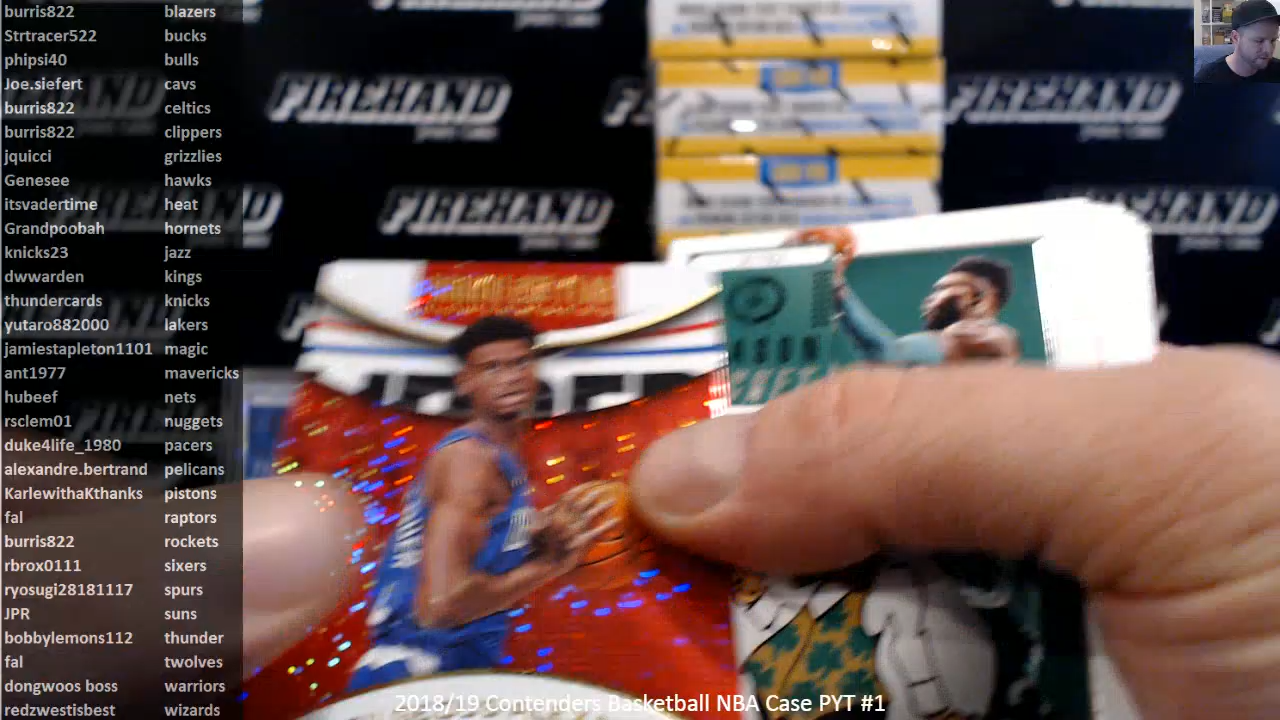 burris822 blazers
Strtracer522 bucks
phipsi40 bulls
Joe.siefert cavs
burris822 celtics
burris822 clippers
jquicci grizzlies
Genesee hawks
itsvadertime heat
Grandpoobah hornets
knicks23 jazz
dwwarden kings
thundercards knicks
yutaro882000 lakers
jamiestapleton1101 magic
ant1977 mavericks
hubeef nets
rsclem01 nuggets
duke4life_1980 pacers
alexandre.bertrand pelicans
KarlewithaKthanks pistons
fal raptors
burris822 rockets
rbrox0111 sixers
ryosugi28181117 spurs
JPR suns
bobbylemons112 thunder
fal twolves
dongwoos boss warriors
redzwestisbest wizards
FIREHAND
FIREHAND
FIREHAND
FIREHAND
2018/19 Contenders Basketball NBA Case PYT #1